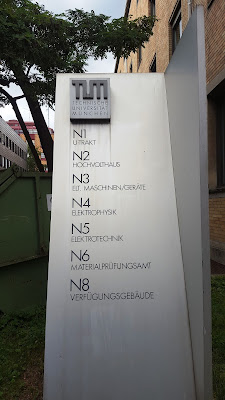 TUM
TECHNISCHE
UNIVERSITÄT
MÜNCHEN
N1
U-TRAKT
N2
HOCHVOLTHAUS
N3
ELT. MASCHINEN/GERÄTE
N4
ELEKTROPHYSIK
N5
ELEKTROTECHNIK
N6
MATERIALPRÜFUNGSAMT
N8
VERFÜGUNGSGEBÄUDE